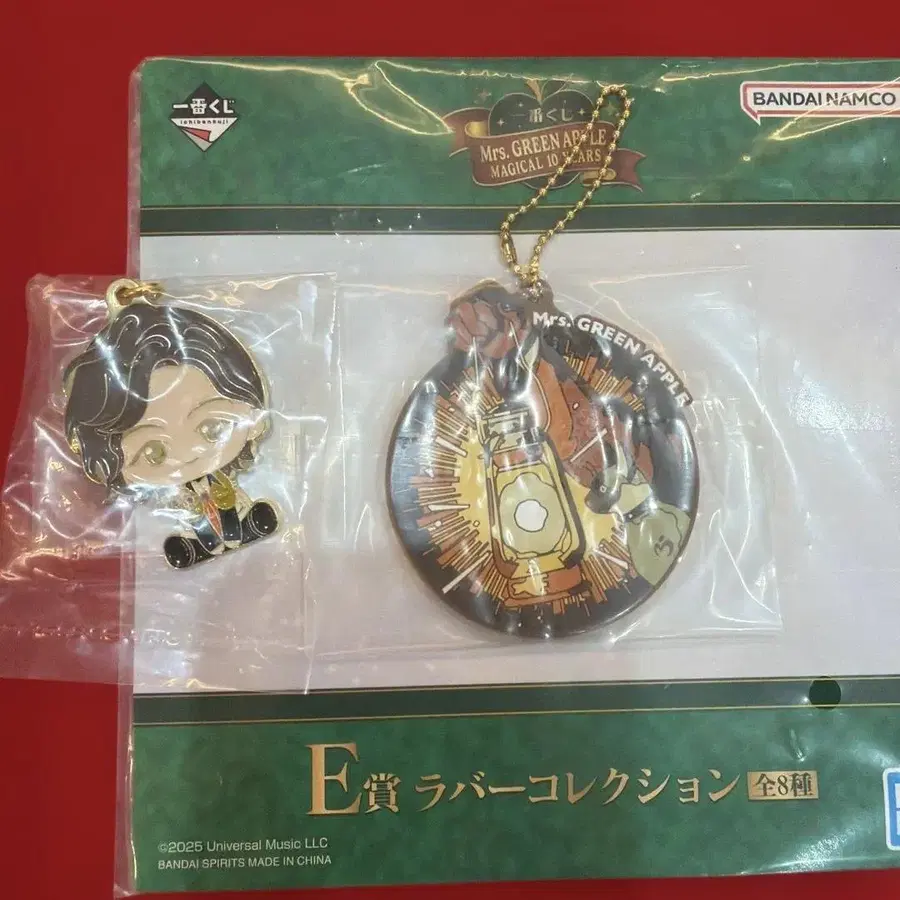 一番くじ
ichibankuji
一番くじ
Mrs. GREEN APPLE
MAGICAL 10 YEARS
BANDAI NAMCO
Mrs. GREEN APPLE
E賞 ラバーコレクション 全8種
©2025 Universal Music LLC
BANDAI SPIRITS MADE IN CHINA